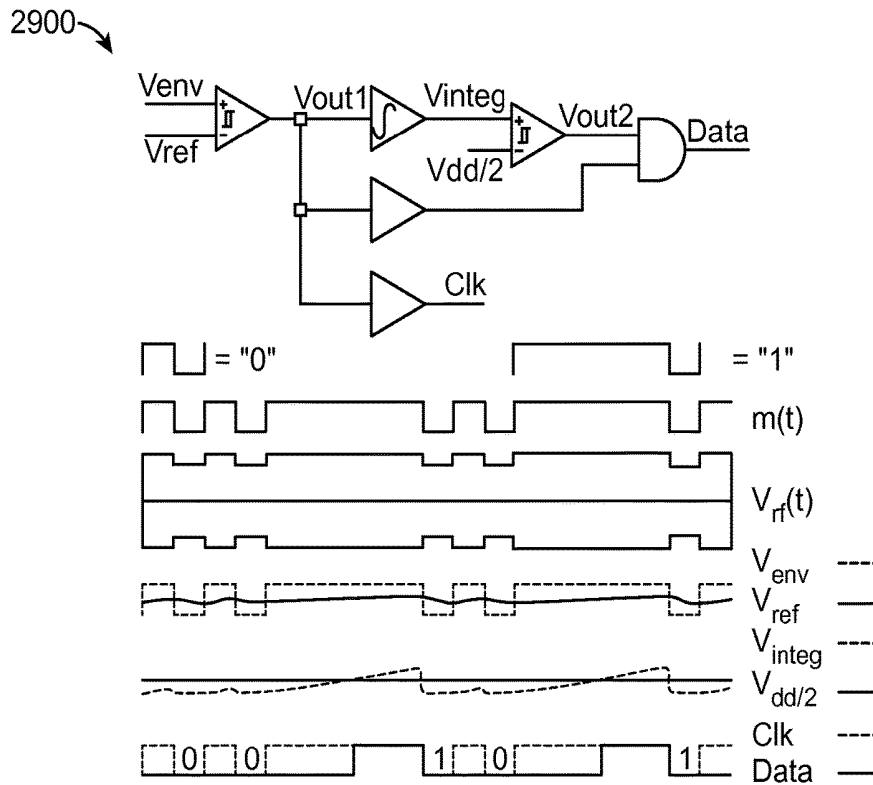 2900
Venv Vout1 Vinteg Vout2 Data
Vref Vdd/2
Clk
= "0" = "1"
m(t)
Vrf(t)
Venv
Vref
Vinteg
Vdd/2
Clk
0 0 1 0 1 Data